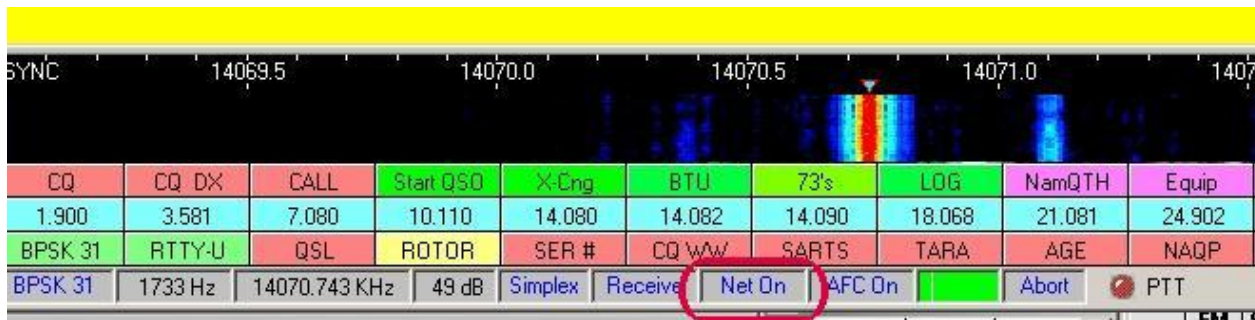 SYNC 14069.5 14070.0 14070.5 14071.0 1407
CQ CQ DX CALL Start QSO X-Cng BTU 73's LOG NamQTH Equip
1.900 3.581 7.080 10.110 14.080 14.082 14.090 18.068 21.081 24.902
BPSK 31 RTTY-U QSL ROTOR SER # CQ WW SARTS TARA AGE NAQP
BPSK 31 1733 Hz 14070.743 KHz 49 dB Simplex Receive Net On AFC On Abort PTT